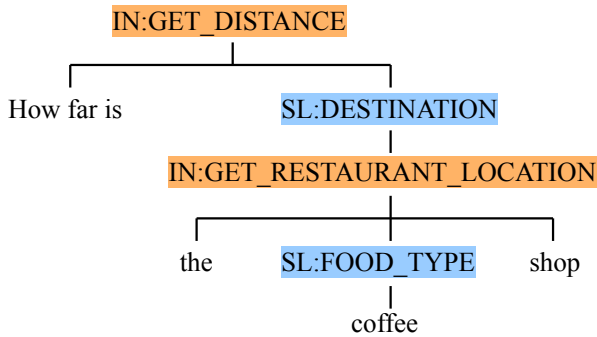 IN:GET_DISTANCE
How far is SL:DESTINATION
IN:GET_RESTAURANT_LOCATION
the SL:FOOD_TYPE shop
coffee